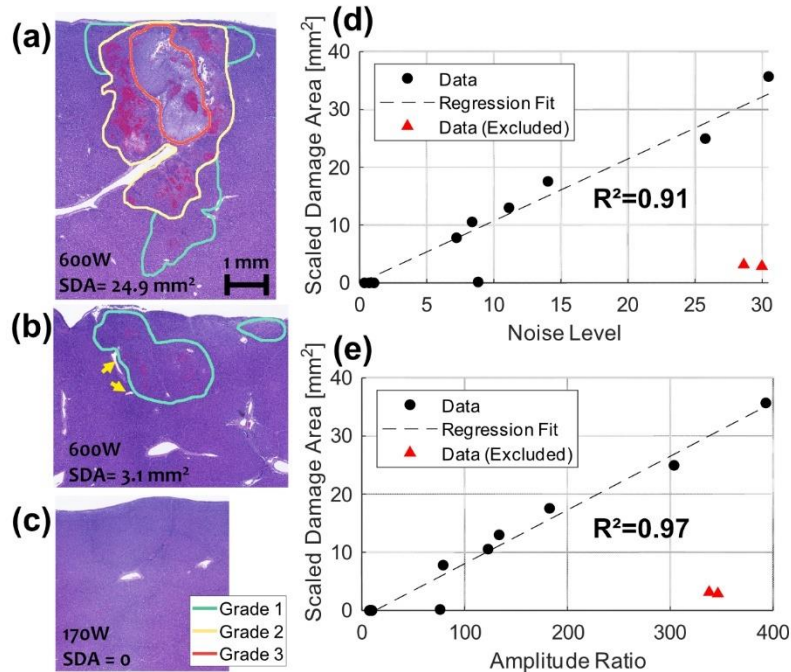 (a)
600W
SDA= 24.9 mm²
1 mm
(b)
600W
SDA= 3.1 mm²
(c)
170W
SDA = 0
Grade 1
Grade 2
Grade 3
(d)
Scaled Damage Area [mm²]
40
30
20
10
0
Data
Regression Fit
Data (Excluded)
R²=0.91
0 5 10 15 20 25 30
Noise Level
(e)
Scaled Damage Area [mm²]
40
30
20
10
0
Data
Regression Fit
Data (Excluded)
R²=0.97
0 100 200 300 400
Amplitude Ratio